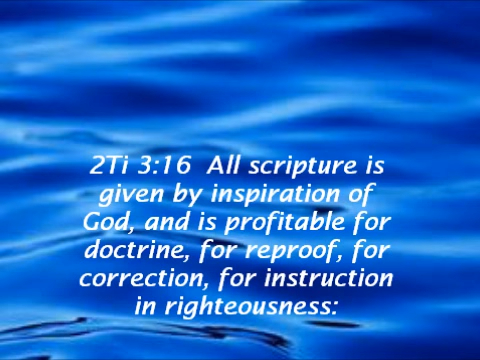 2Ti 3:16  All scripture is
given by inspiration of
God, and is profitable for
doctrine, for reproof, for
correction, for instruction
in righteousness: